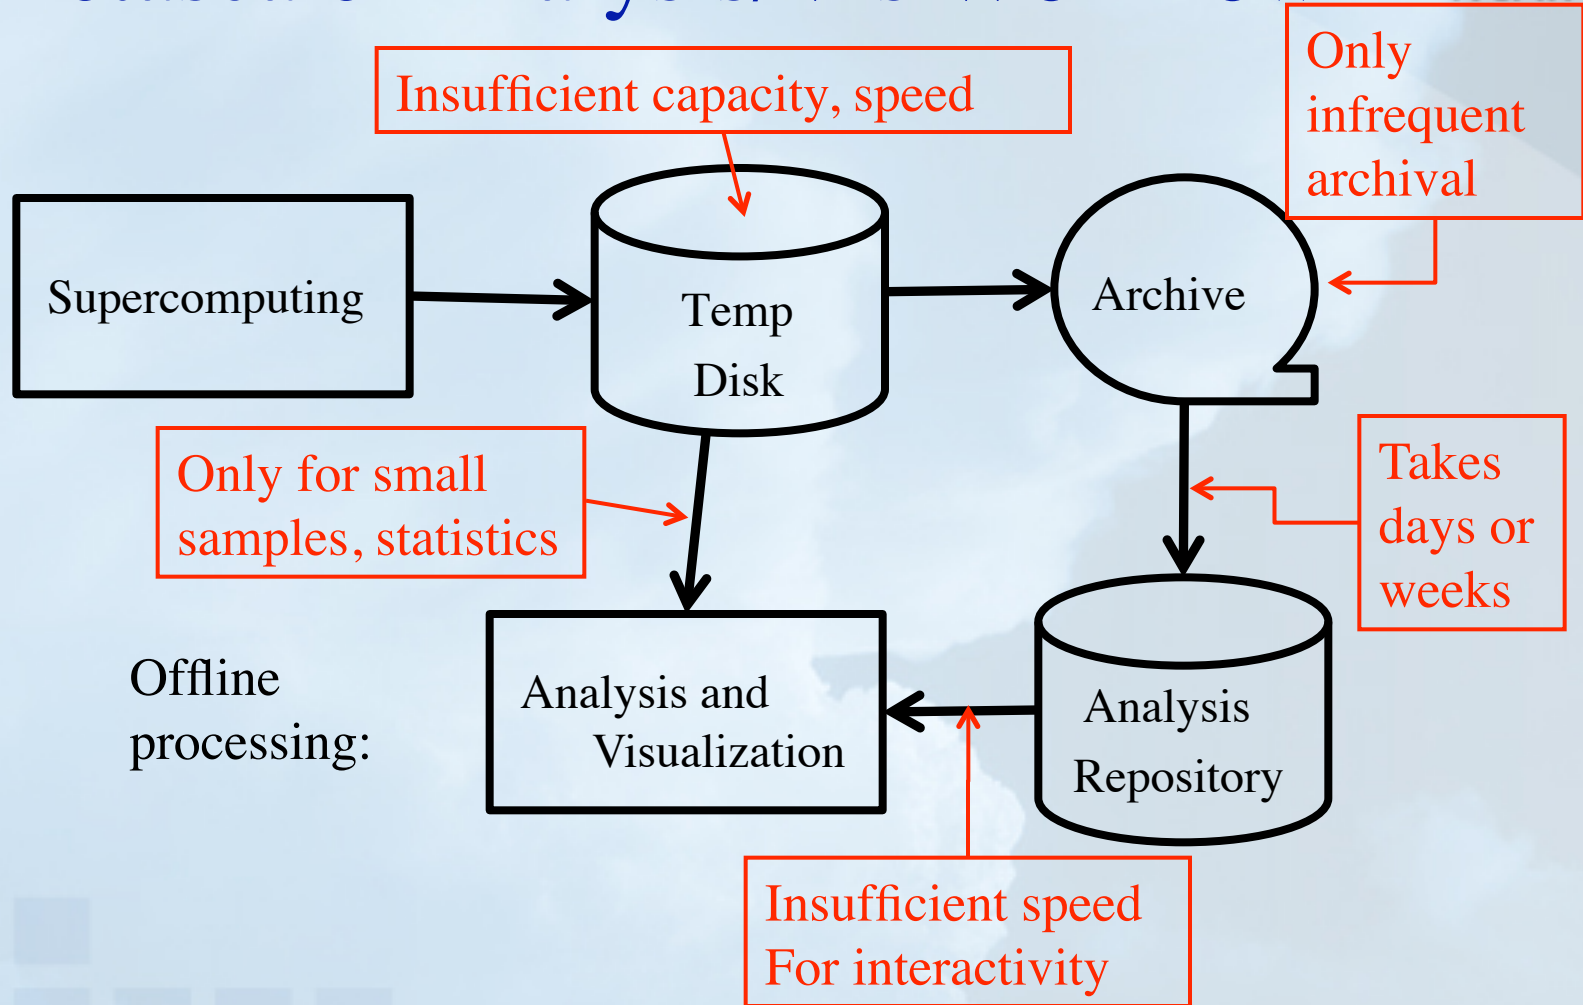 Only
infrequent
archival
Insufficient capacity, speed
Supercomputing
Temp
Disk
Archive
Only for small
samples, statistics
Takes
days or
weeks
Offline
processing:
Analysis and
Visualization
Analysis
Repository
Insufficient speed
For interactivity